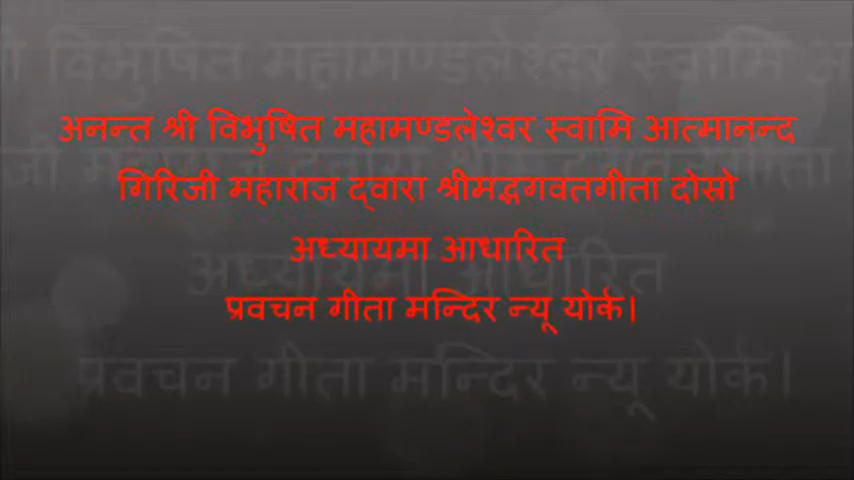 अनन्त श्री विभुषित महामण्डलेश्वर स्वामि आत्मानन्द
गिरिजी महाराज द्वारा श्रीमद्भगवतगीता दोस्रो
अध्यायमा आधारित
प्रवचन गीता मन्दिर न्यू योर्क।